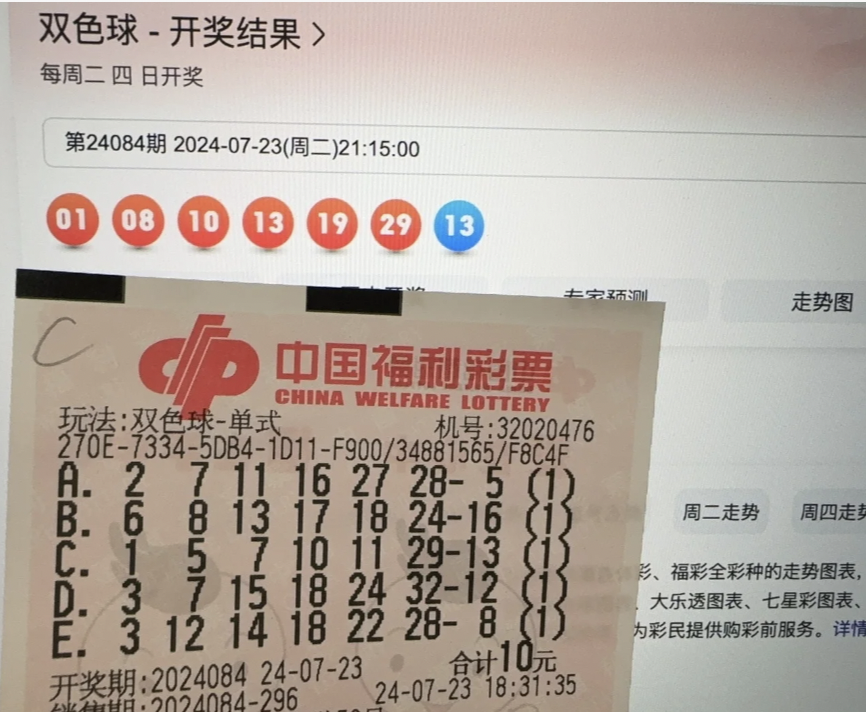 双色球 - 开奖结果 >
每周二 四 日开奖
第24084期 2024-07-23(周二)21:15:00
01 08 10 13 19 29 13
专家预测 走势图
C
中国福利彩票
CHINA WELFARE LOTTERY
玩法:双色球-单式 机号:32020476
270E-7334-5DB4-1D11-F900/34881565/F8C4F
A. 2 7 11 16 27 28- 5 (1)
B. 6 8 13 17 18 24-16 (1)
C. 1 5 7 10 11 29-13 (1)
D. 3 7 15 18 24 32-12 (1)
E. 3 12 14 18 22 28- 8 (1)
合计10元
开奖期:2024084 24-07-23
销售期:2024084-296 24-07-23 18:31:35
周二走势 周四走势
彩、福彩全彩种的走势图表,
、大乐透图表、七星彩图表、
为彩民提供购彩前服务。详情